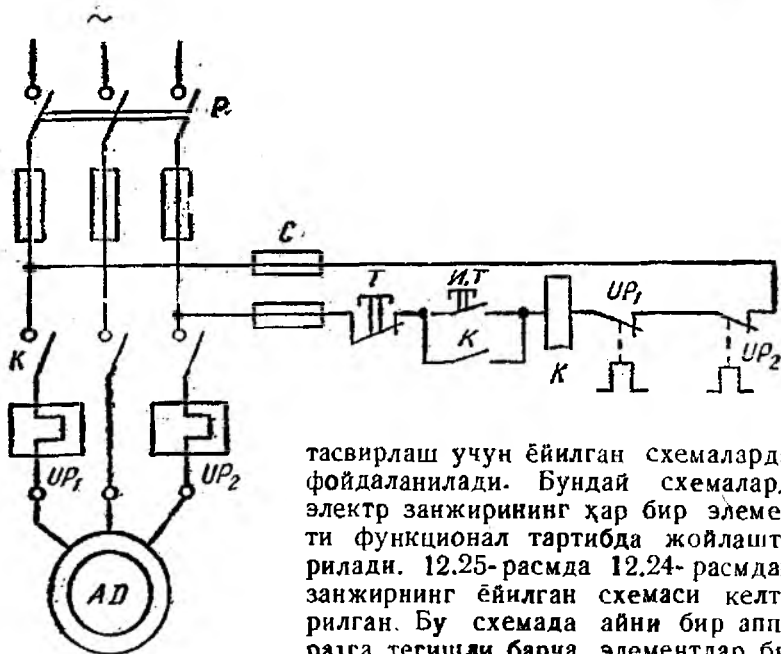 ~
P
C
T
И.T
K
K
UP₁
UP₂
K
UP₁
UP₂
AD
тасвирлаш учун ёйилган схемалард
фойдаланилади. Бундай схемалар
электр занжирининг ҳар бир элеме
ти функционал тартибда жойлашт
рилади. 12.25-расмда 12.24-расмда
занжирнинг ёйилган схемаси келт
рилган. Бу схемада айни бир апп
ратга тегишли барча элементлар б